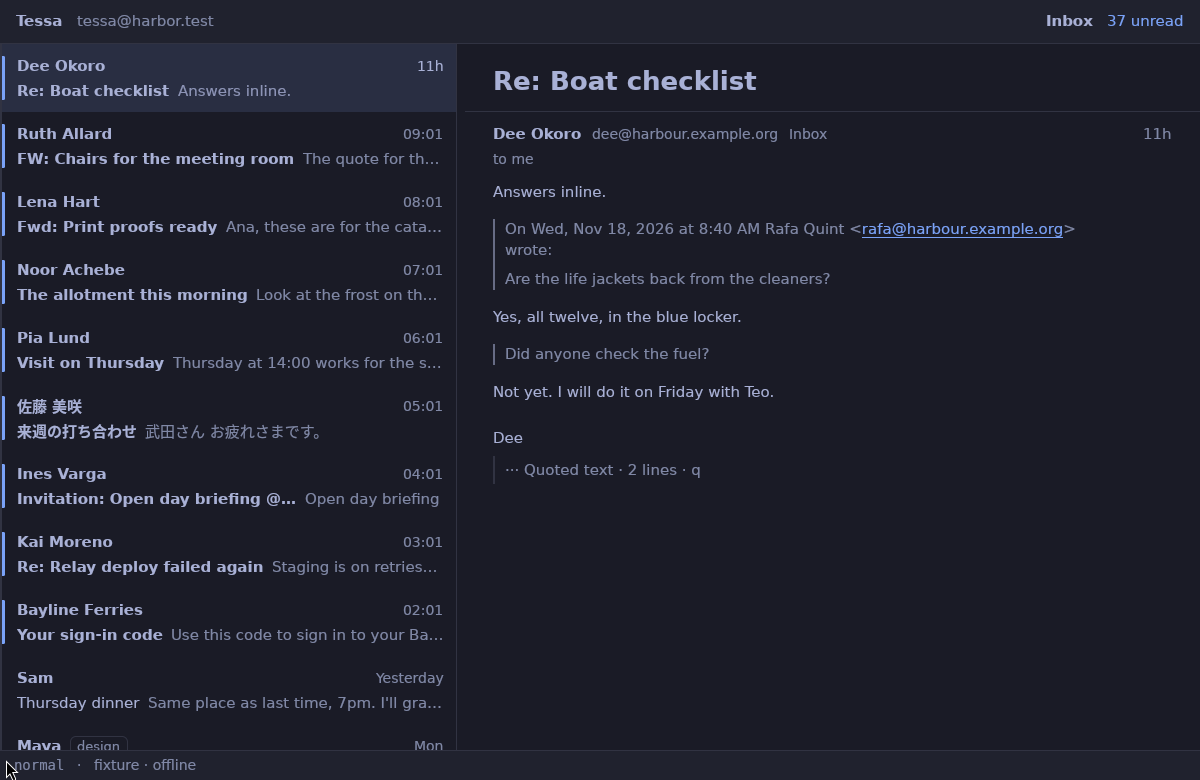 Tessa tessa@harbor.test
Inbox 37 unread
Dee Okoro 11h
Re: Boat checklist Answers inline.
Ruth Allard 09:01
FW: Chairs for the meeting room The quote for th…
Lena Hart 08:01
Fwd: Print proofs ready Ana, these are for the cata…
Noor Achebe 07:01
The allotment this morning Look at the frost on th…
Pia Lund 06:01
Visit on Thursday Thursday at 14:00 works for the s…
佐藤 美咲 05:01
来週の打ち合わせ 武田さん お疲れさまです。
Ines Varga 04:01
Invitation: Open day briefing @… Open day briefing
Kai Moreno 03:01
Re: Relay deploy failed again Staging is on retries…
Bayline Ferries 02:01
Your sign-in code Use this code to sign in to your Ba…
Sam Yesterday
Thursday dinner Same place as last time, 7pm. I'll gra…
Maya design Mon
Re: Boat checklist
Dee Okoro dee@harbour.example.org Inbox 11h
to me
Answers inline.
On Wed, Nov 18, 2026 at 8:40 AM Rafa Quint <rafa@harbour.example.org>
wrote:
Are the life jackets back from the cleaners?
Yes, all twelve, in the blue locker.
Did anyone check the fuel?
Not yet. I will do it on Friday with Teo.
Dee
··· Quoted text · 2 lines · q
normal · fixture · offline